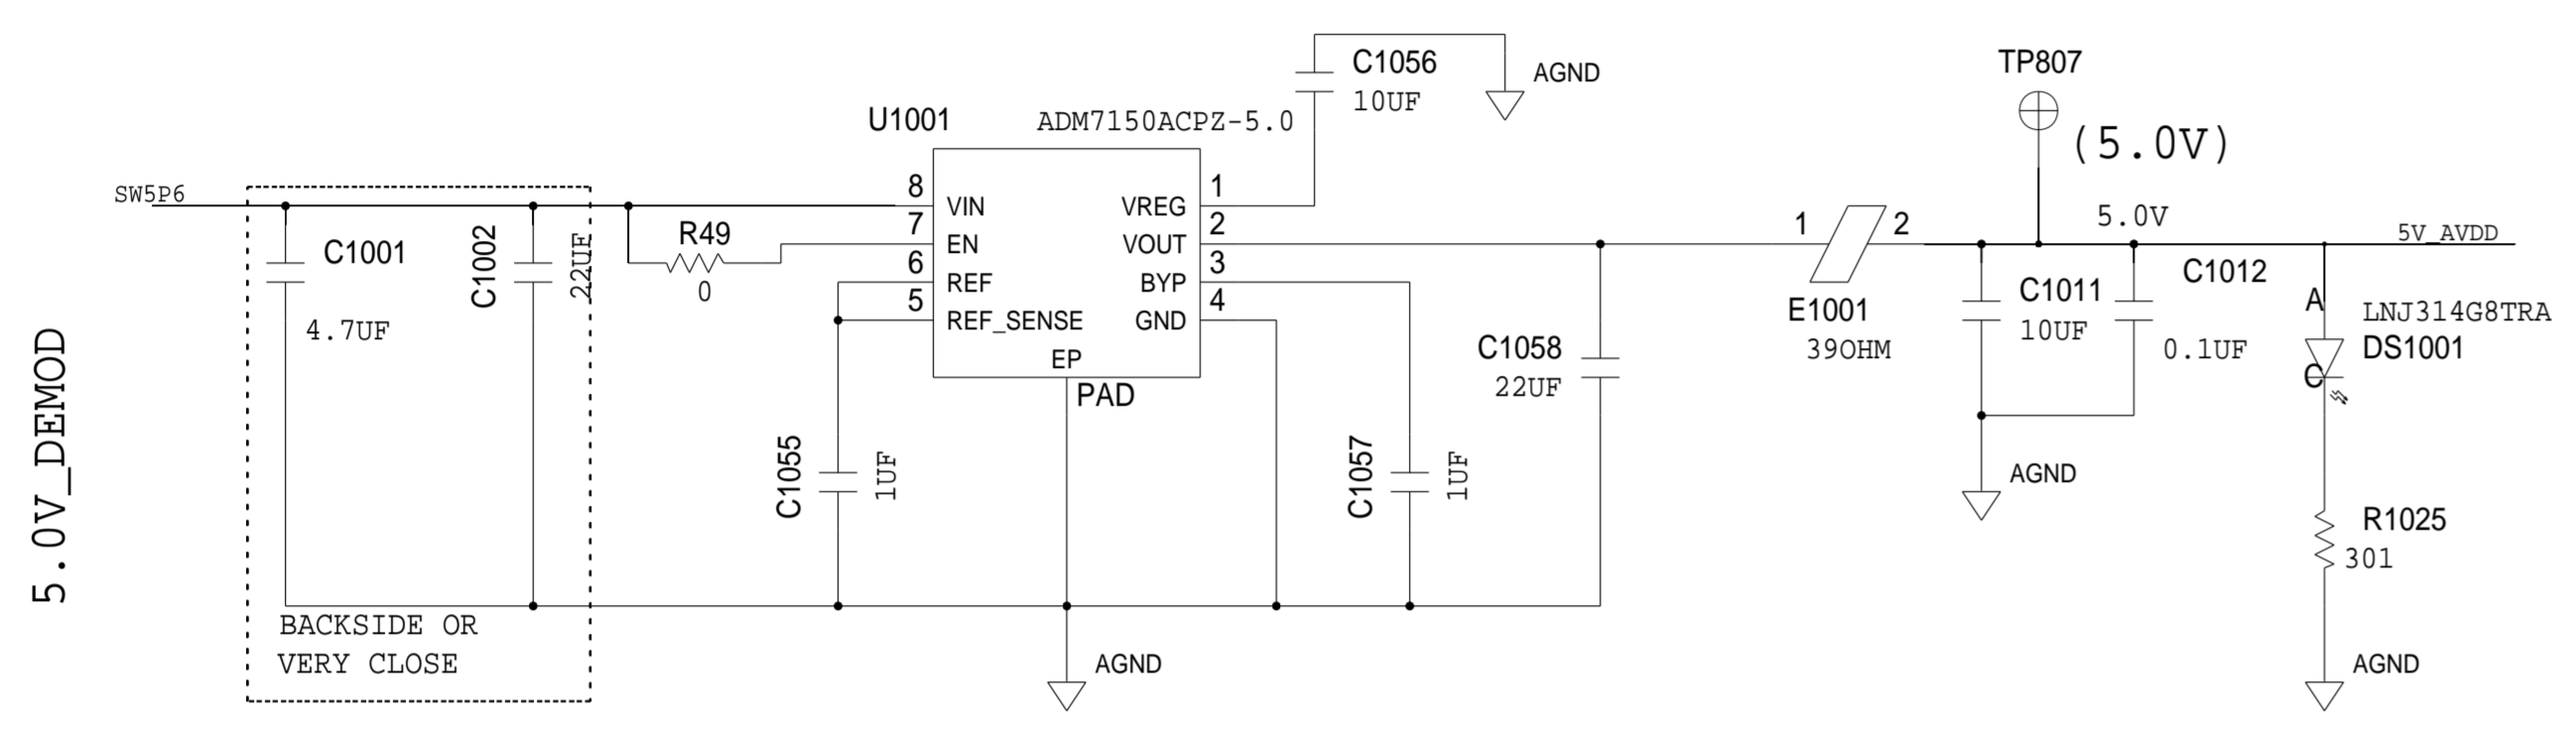 5.0V_DEMOD
SW5P6
C1001
4.7UF
C1002
22UF
BACKSIDE OR
VERY CLOSE
R49
0
U1001
ADM7150ACPZ-5.0
8
7
6
5
VIN
EN
REF
REF_SENSE
VREG
VOUT
BYP
GND
EP
PAD
1
2
3
4
C1056
10UF
AGND
C1055
1UF
AGND
C1057
1UF
C1058
22UF
1
2
E1001
39OHM
TP807
(5.0V)
5.0V
5V_AVDD
C1011
10UF
C1012
0.1UF
AGND
A
C
LNJ314G8TRA
DS1001
R1025
301
AGND